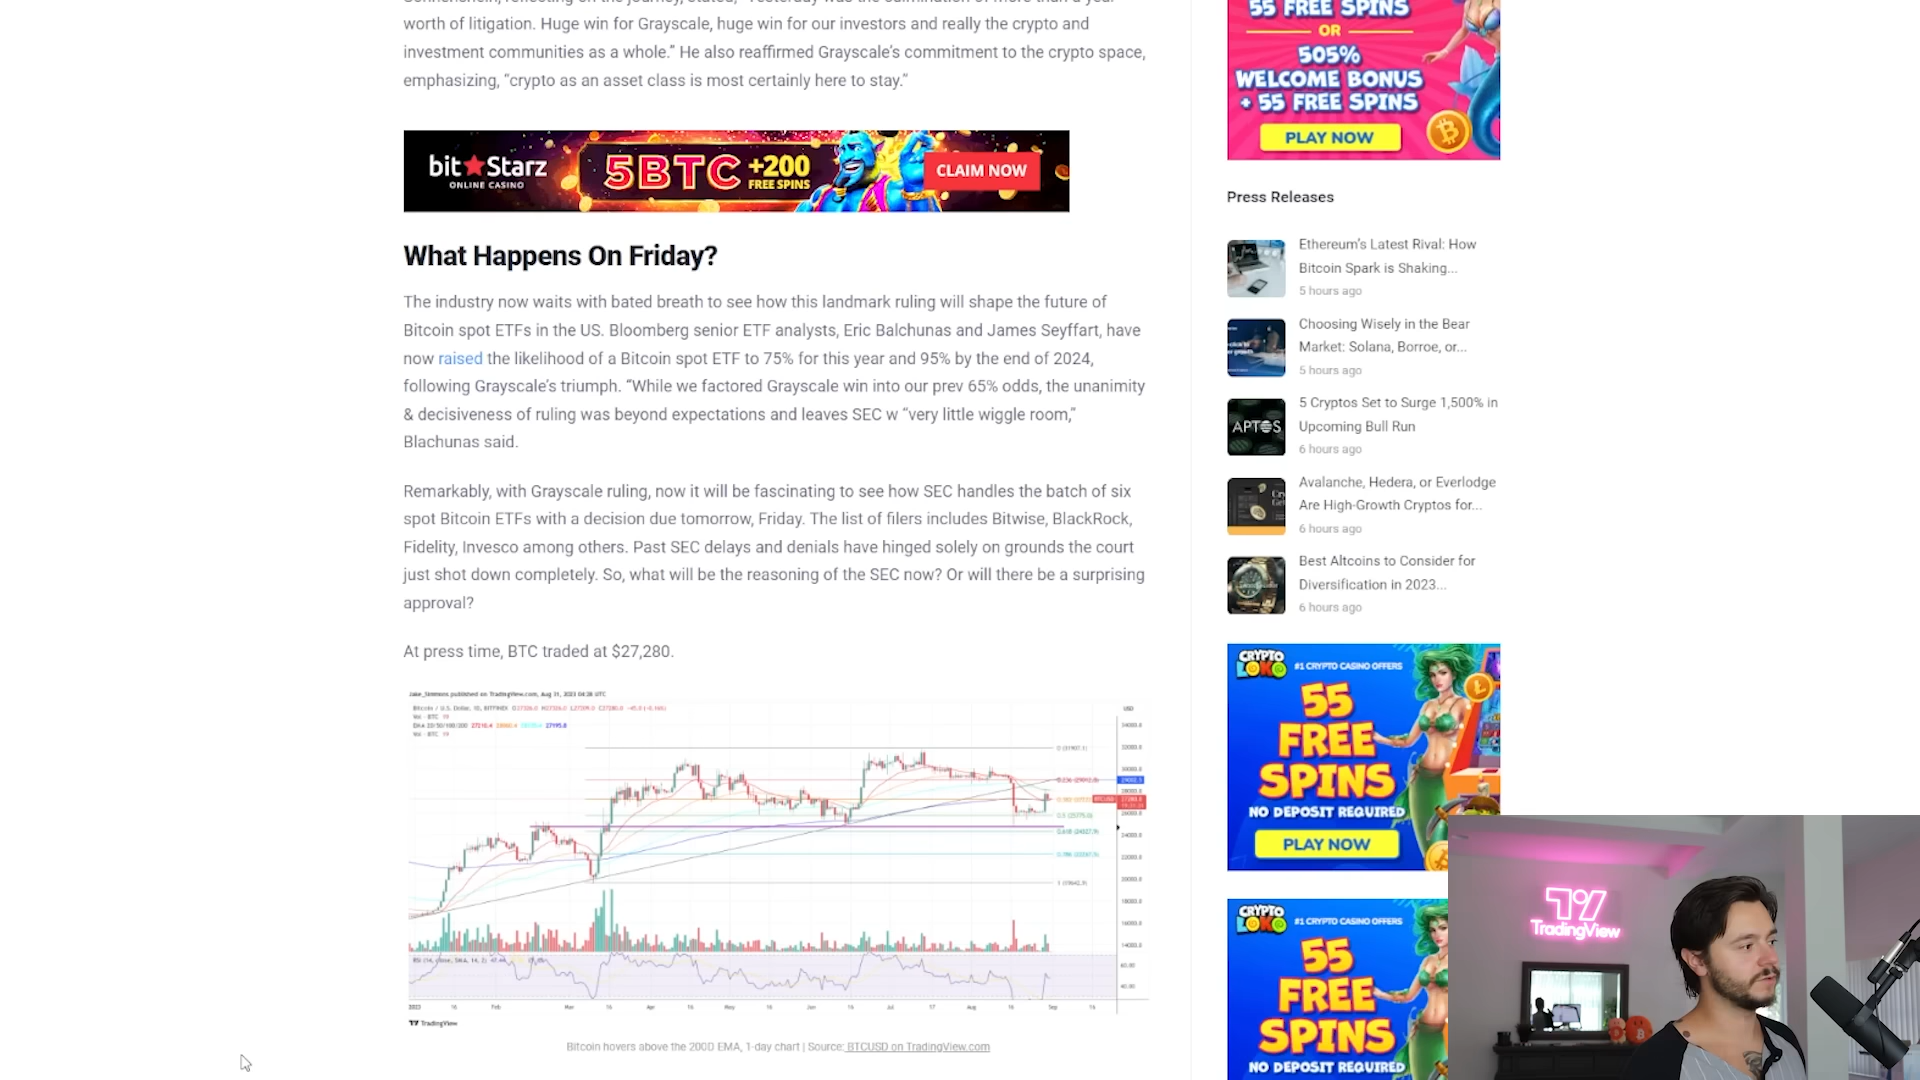 worth of litigation. Huge win for Grayscale, huge win for our investors and really the crypto and
investment communities as a whole.” He also reaffirmed Grayscale’s commitment to the crypto space,
emphasizing, “crypto as an asset class is most certainly here to stay.”
bit Starz
ONLINE CASINO
5BTC +200
FREE SPINS
CLAIM NOW
What Happens On Friday?
The industry now waits with bated breath to see how this landmark ruling will shape the future of
Bitcoin spot ETFs in the US. Bloomberg senior ETF analysts, Eric Balchunas and James Seyffart, have
now raised the likelihood of a Bitcoin spot ETF to 75% for this year and 95% by the end of 2024,
following Grayscale’s triumph. “While we factored Grayscale win into our prev 65% odds, the unanimity
& decisiveness of ruling was beyond expectations and leaves SEC w “very little wiggle room,”
Blachunas said.
Remarkably, with Grayscale ruling, now it will be fascinating to see how SEC handles the batch of six
spot Bitcoin ETFs with a decision due tomorrow, Friday. The list of filers includes Bitwise, BlackRock,
Fidelity, Invesco among others. Past SEC delays and denials have hinged solely on grounds the court
just shot down completely. So, what will be the reasoning of the SEC now? Or will there be a surprising
approval?
At press time, BTC traded at $27,280.
Jake_Simmons published on TradingView.com, Aug 31, 2023 04:28 UTC
Bitcoin / U.S. Dollar, 1D, BITFINEX
USD
TradingView
Bitcoin hovers above the 200D EMA, 1-day chart | Source: BTCUSD on TradingView.com
55 FREE SPINS
OR
505%
WELCOME BONUS
+ 55 FREE SPINS
PLAY NOW
Press Releases
Ethereum’s Latest Rival: How
Bitcoin Spark is Shaking...
5 hours ago
Choosing Wisely in the Bear
Market: Solana, Borroe, or...
5 hours ago
APTOS
5 Cryptos Set to Surge 1,500% in
Upcoming Bull Run
6 hours ago
Avalanche, Hedera, or Everlodge
Are High-Growth Cryptos for...
6 hours ago
Best Altcoins to Consider for
Diversification in 2023...
6 hours ago
CRYPTO
LOKO
#1 CRYPTO CASINO OFFERS
55
FREE
SPINS
NO DEPOSIT REQUIRED
PLAY NOW
CRYPTO
LOKO
#1 CRYPTO CASINO OFFERS
55
FREE
SPINS
NO DEPOSIT REQUIRED
TradingView